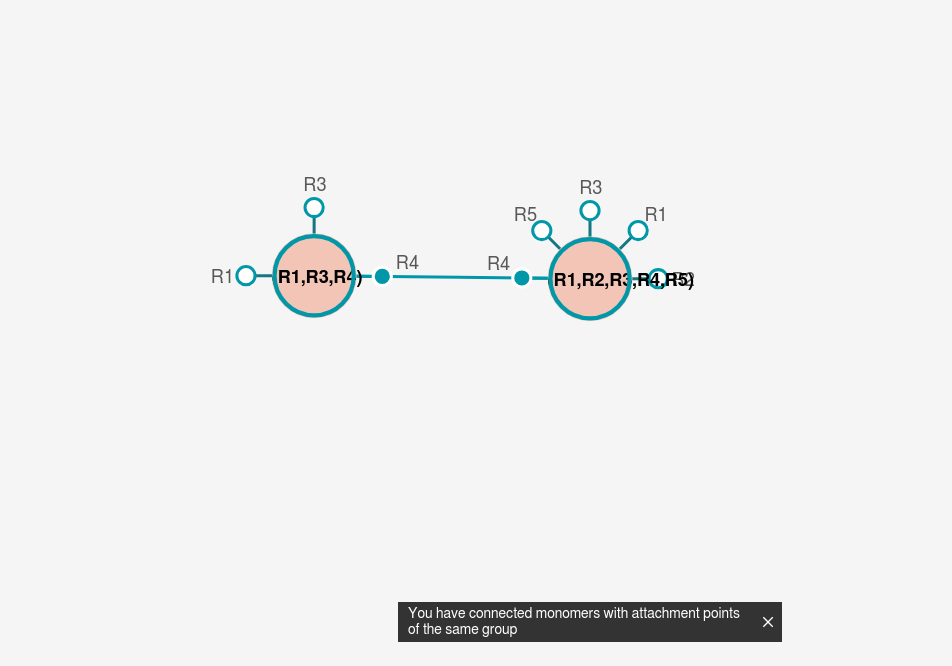 R3
R3
R5
R1
R4
R4
R1
R1,R3,R4)
R1,R2,R3,R4,R5)
R2
You have connected monomers with attachment points
of the same group